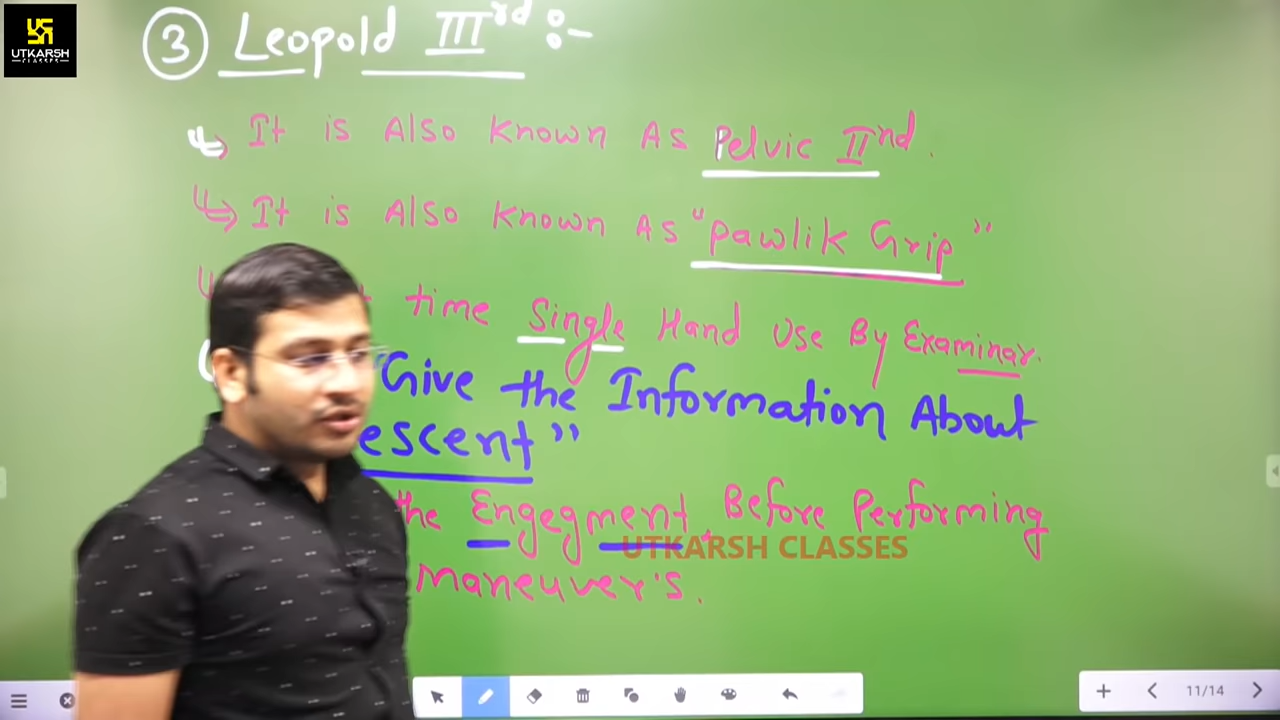 UTKARSH
CLASSES
3 Leopold IIIrd :-
It is Also Known As Pelvic IInd.
It is Also Known As "Pawlik Grip"
time Single Hand Use By Examinar.
"Give the Information About
escent"
the Engegment. Before Performing
UTKARSH CLASSES
Maneuver's.
11/14